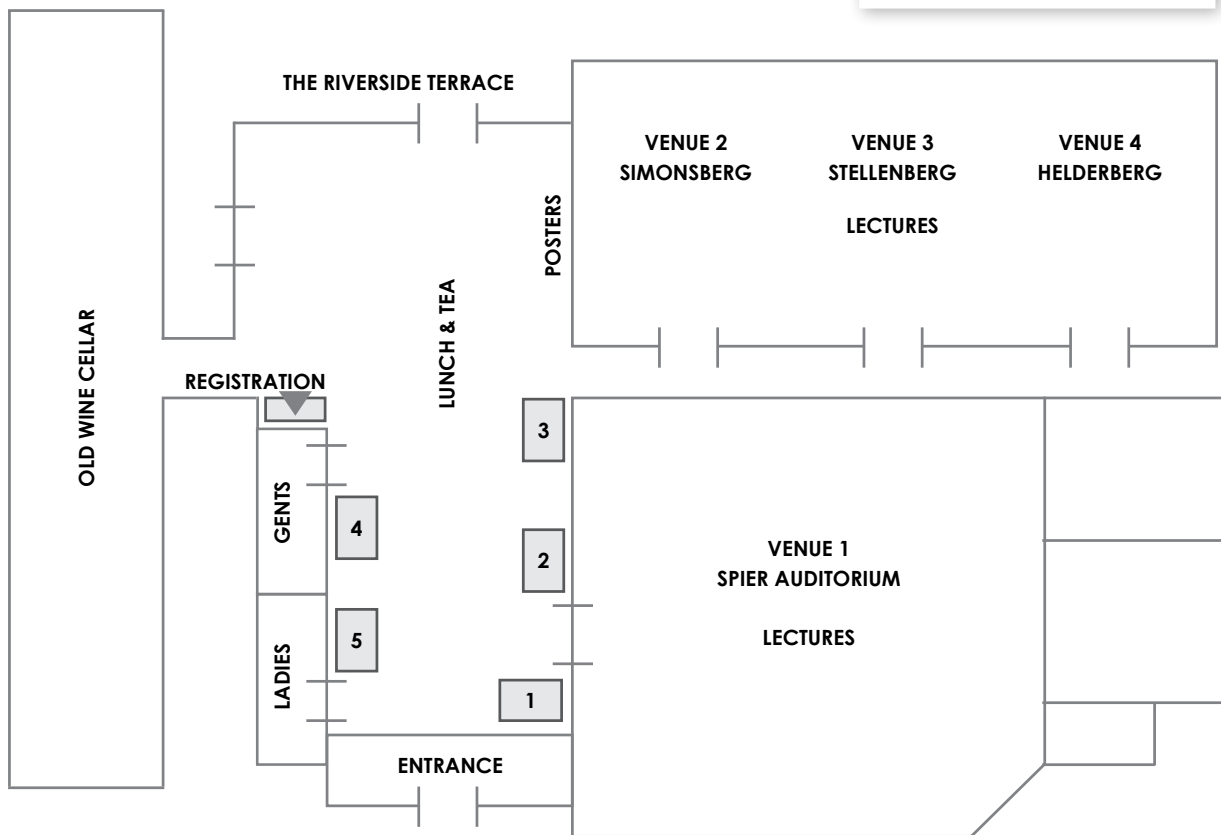 THE RIVERSIDE TERRACE
VENUE 2
SIMONSBERG
VENUE 3
STELLENBERG
VENUE 4
HELDERBERG
LECTURES
POSTERS
LUNCH & TEA
OLD WINE CELLAR
REGISTRATION
3
GENTS
4
2
VENUE 1
SPIER AUDITORIUM
LECTURES
LADIES
5
1
ENTRANCE